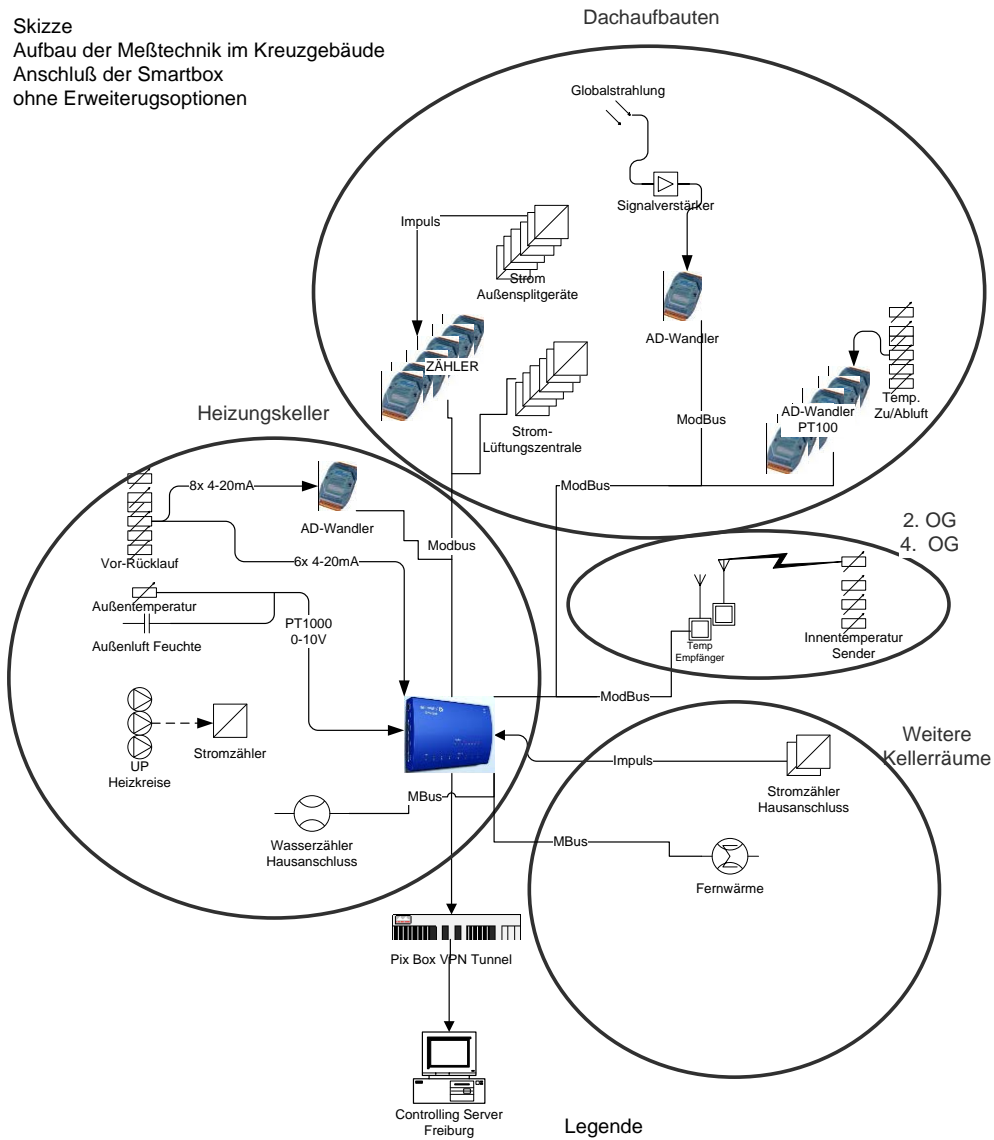 Skizze
Aufbau der Meßtechnik im Kreuzgebäude
Anschluß der Smartbox
ohne Erweiterugsoptionen
Dachaufbauten
Globalstrahlung
Signalverstärker
Impuls
Strom
Außensplitgeräte
AD-Wandler
ZÄHLER
Temp.
Zu/Abluft
AD-Wandler
PT100
ModBus
Strom-
Lüftungszentrale
Heizungskeller
8x 4-20mA
AD-Wandler
ModBus
Modbus
Vor-Rücklauf
6x 4-20mA
2. OG
4. OG
Außentemperatur
PT1000
0-10V
Außenluft Feuchte
Temp
Empfänger
Innentemperatur
Sender
ModBus
Stromzähler
UP
Heizkreise
Weitere
Kellerräume
Impuls
Stromzähler
Hausanschluss
MBus
Wasserzähler
Hausanschluss
MBus
Fernwärme
Pix Box VPN Tunnel
Controlling Server
Freiburg
Legende